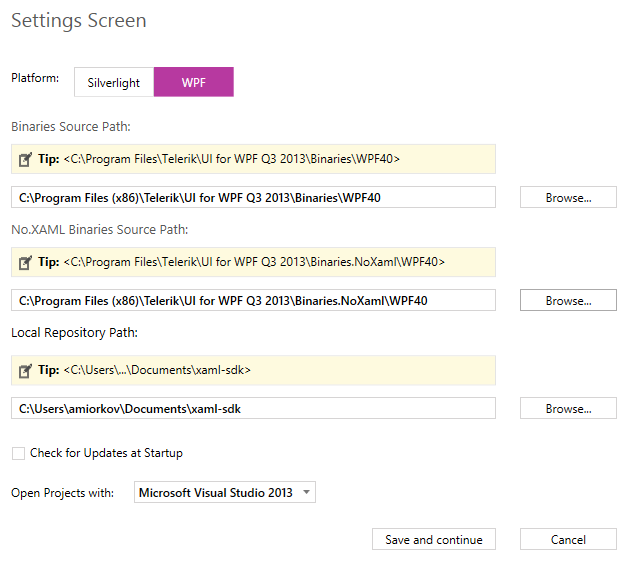 Settings Screen
Platform: Silverlight WPF
Binaries Source Path:
Tip: <C:\Program Files\Telerik\UI for WPF Q3 2013\Binaries\WPF40>
C:\Program Files (x86)\Telerik\UI for WPF Q3 2013\Binaries\WPF40 Browse...
No.XAML Binaries Source Path:
Tip: <C:\Program Files\Telerik\UI for WPF Q3 2013\Binaries.NoXaml\WPF40>
C:\Program Files (x86)\Telerik\UI for WPF Q3 2013\Binaries.NoXaml\WPF40 Browse...
Local Repository Path:
Tip: <C:\Users\...\Documents\xaml-sdk>
C:\Users\amiorkov\Documents\xaml-sdk Browse...
Check for Updates at Startup
Open Projects with: Microsoft Visual Studio 2013
Save and continue Cancel